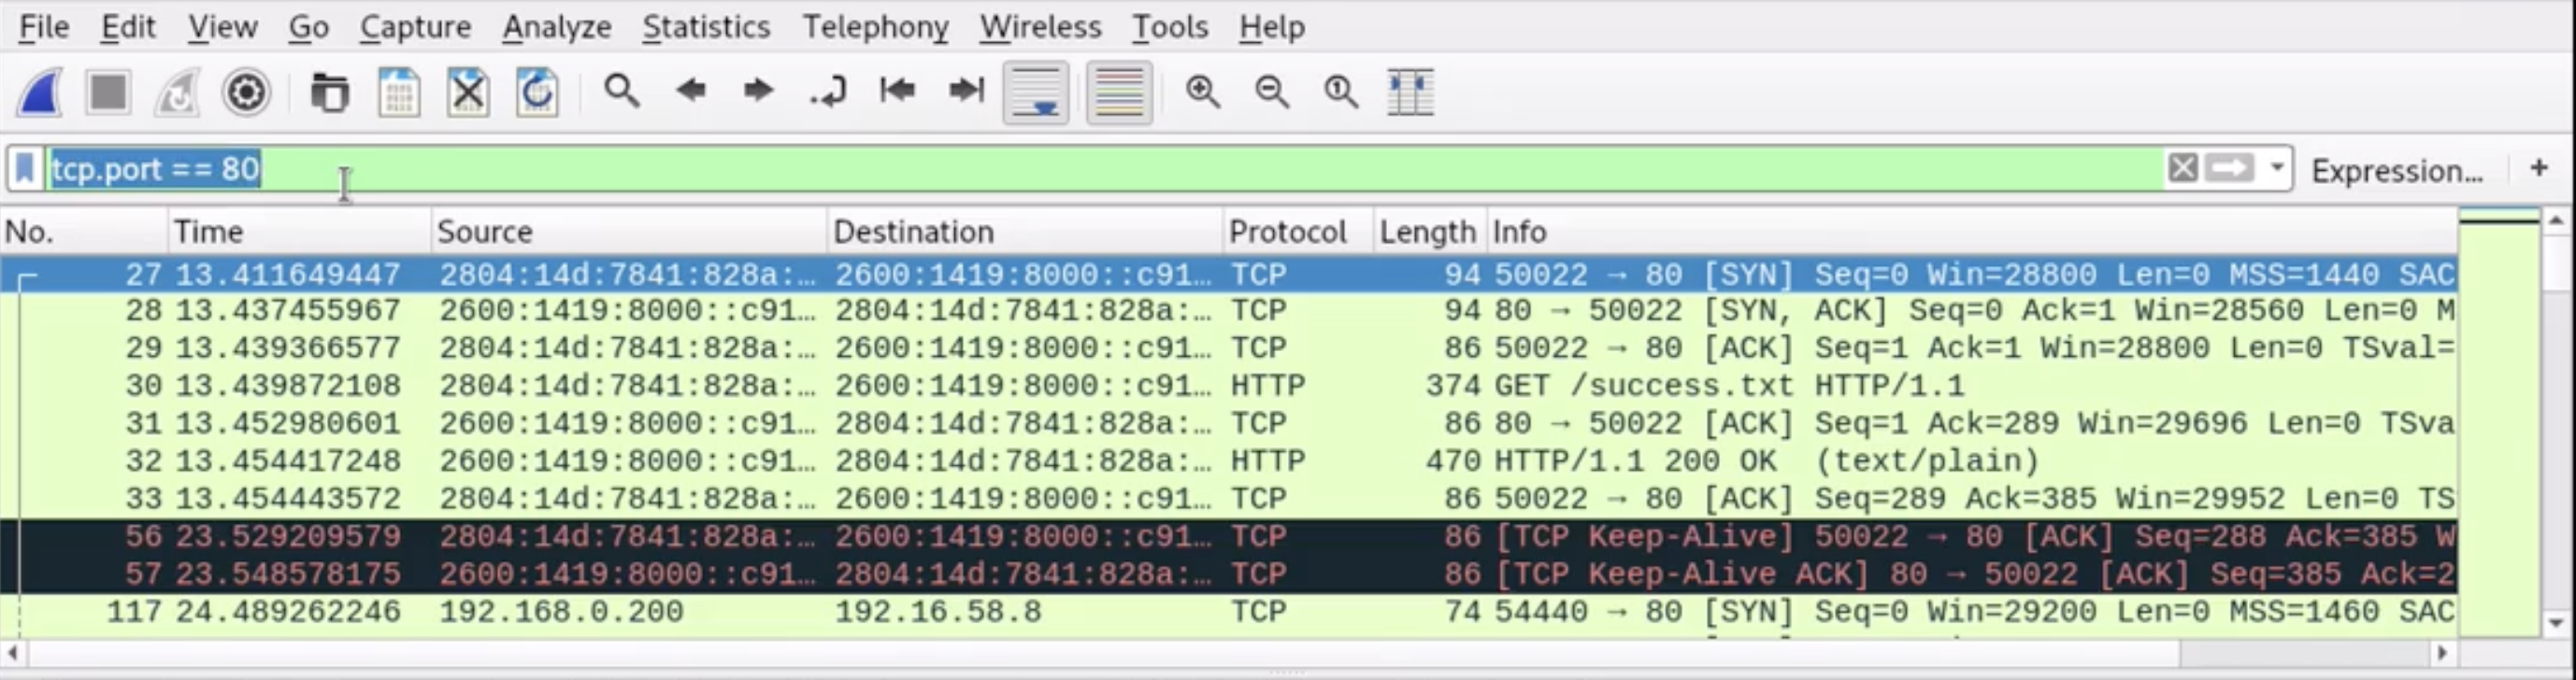 File Edit View Go Capture Analyze Statistics Telephony Wireless Tools Help
tcp.port == 80 Expression... +
No. Time Source Destination Protocol Length Info
27 13.411649447 2804:14d:7841:828a:… 2600:1419:8000::c91… TCP 94 50022 → 80 [SYN] Seq=0 Win=28800 Len=0 MSS=1440 SAC
28 13.437455967 2600:1419:8000::c91… 2804:14d:7841:828a:… TCP 94 80 → 50022 [SYN, ACK] Seq=0 Ack=1 Win=28560 Len=0 M
29 13.439366577 2804:14d:7841:828a:… 2600:1419:8000::c91… TCP 86 50022 → 80 [ACK] Seq=1 Ack=1 Win=28800 Len=0 TSval=
30 13.439872108 2804:14d:7841:828a:… 2600:1419:8000::c91… HTTP 374 GET /success.txt HTTP/1.1
31 13.452980601 2600:1419:8000::c91… 2804:14d:7841:828a:… TCP 86 80 → 50022 [ACK] Seq=1 Ack=289 Win=29696 Len=0 TSva
32 13.454417248 2600:1419:8000::c91… 2804:14d:7841:828a:… HTTP 470 HTTP/1.1 200 OK (text/plain)
33 13.454443572 2804:14d:7841:828a:… 2600:1419:8000::c91… TCP 86 50022 → 80 [ACK] Seq=289 Ack=385 Win=29952 Len=0 TS
56 23.529209579 2804:14d:7841:828a:… 2600:1419:8000::c91… TCP 86 [TCP Keep-Alive] 50022 → 80 [ACK] Seq=288 Ack=385 W
57 23.548578175 2600:1419:8000::c91… 2804:14d:7841:828a:… TCP 86 [TCP Keep-Alive ACK] 80 → 50022 [ACK] Seq=385 Ack=2
117 24.489262246 192.168.0.200 192.16.58.8 TCP 74 54440 → 80 [SYN] Seq=0 Win=29200 Len=0 MSS=1460 SAC